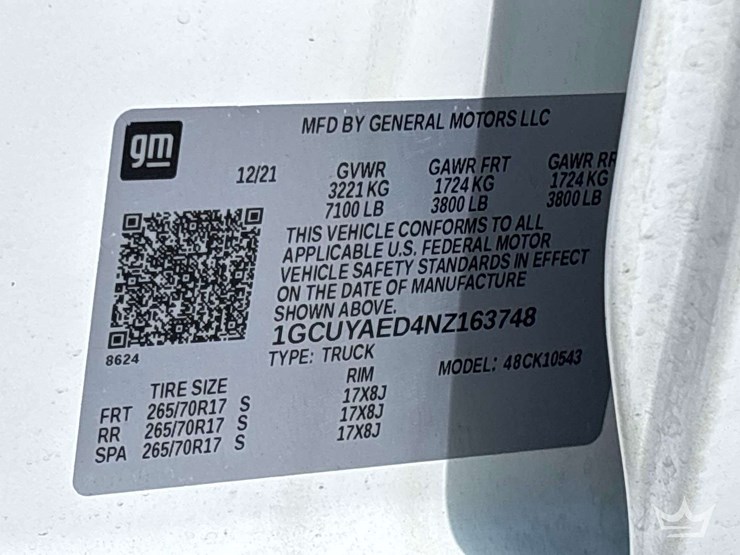 gm
MFD BY GENERAL MOTORS LLC
12/21 GVWR GAWR FRT GAWR RR
3221 KG 1724 KG 1724 KG
7100 LB 3800 LB 3800 LB
THIS VEHICLE CONFORMS TO ALL
APPLICABLE U.S. FEDERAL MOTOR
VEHICLE SAFETY STANDARDS IN EFFECT
ON THE DATE OF MANUFACTURE
SHOWN ABOVE.
1GCUYAED4NZ163748
8624
TYPE: TRUCK MODEL: 48CK10543
TIRE SIZE RIM
FRT 265/70R17 S 17X8J
RR 265/70R17 S 17X8J
SPA 265/70R17 S 17X8J